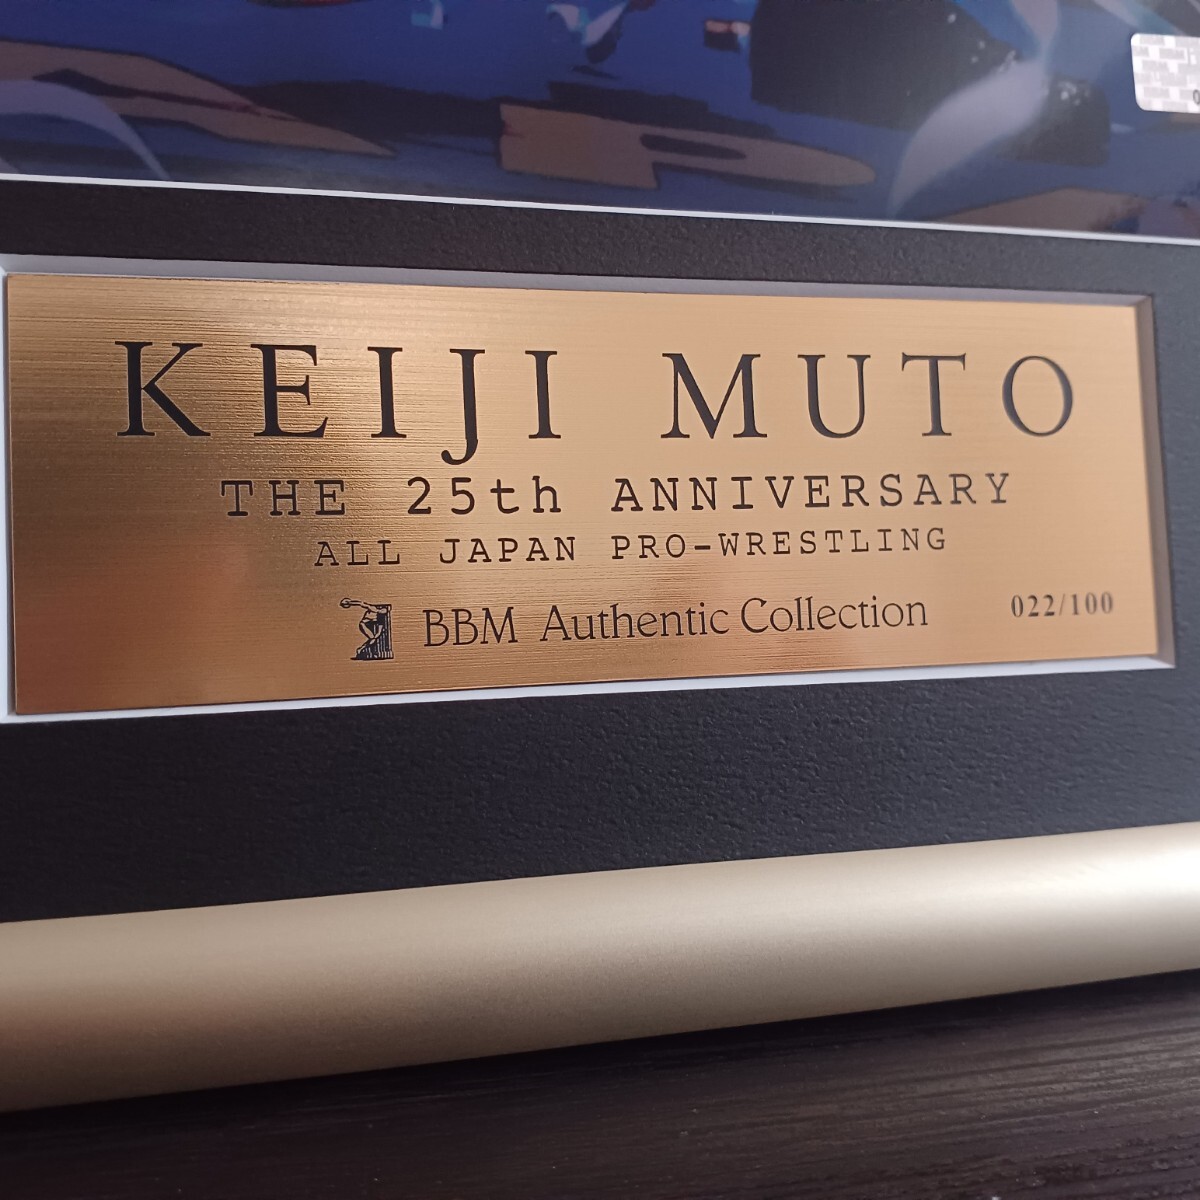 KEIJI MUTO
THE 25th ANNIVERSARY
ALL JAPAN PRO-WRESTLING
BBM Authentic Collection 022/100